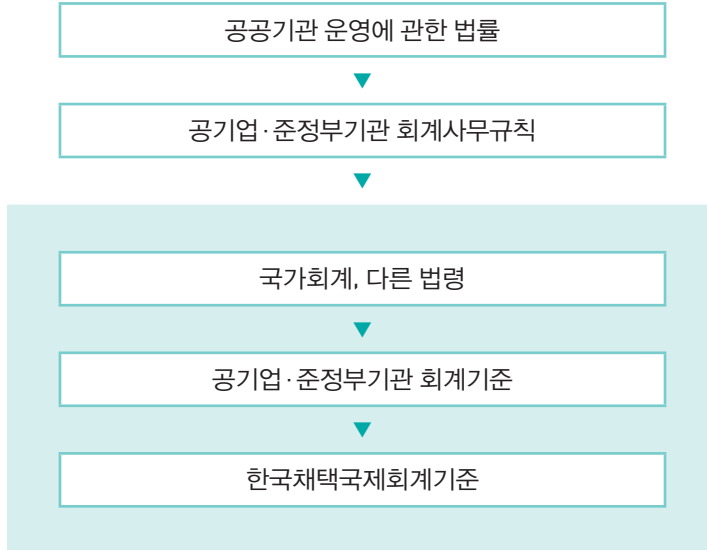 공공기관 운영에 관한 법률
공기업·준정부기관 회계사무규칙
국가회계, 다른 법령
공기업·준정부기관 회계기준
한국채택국제회계기준